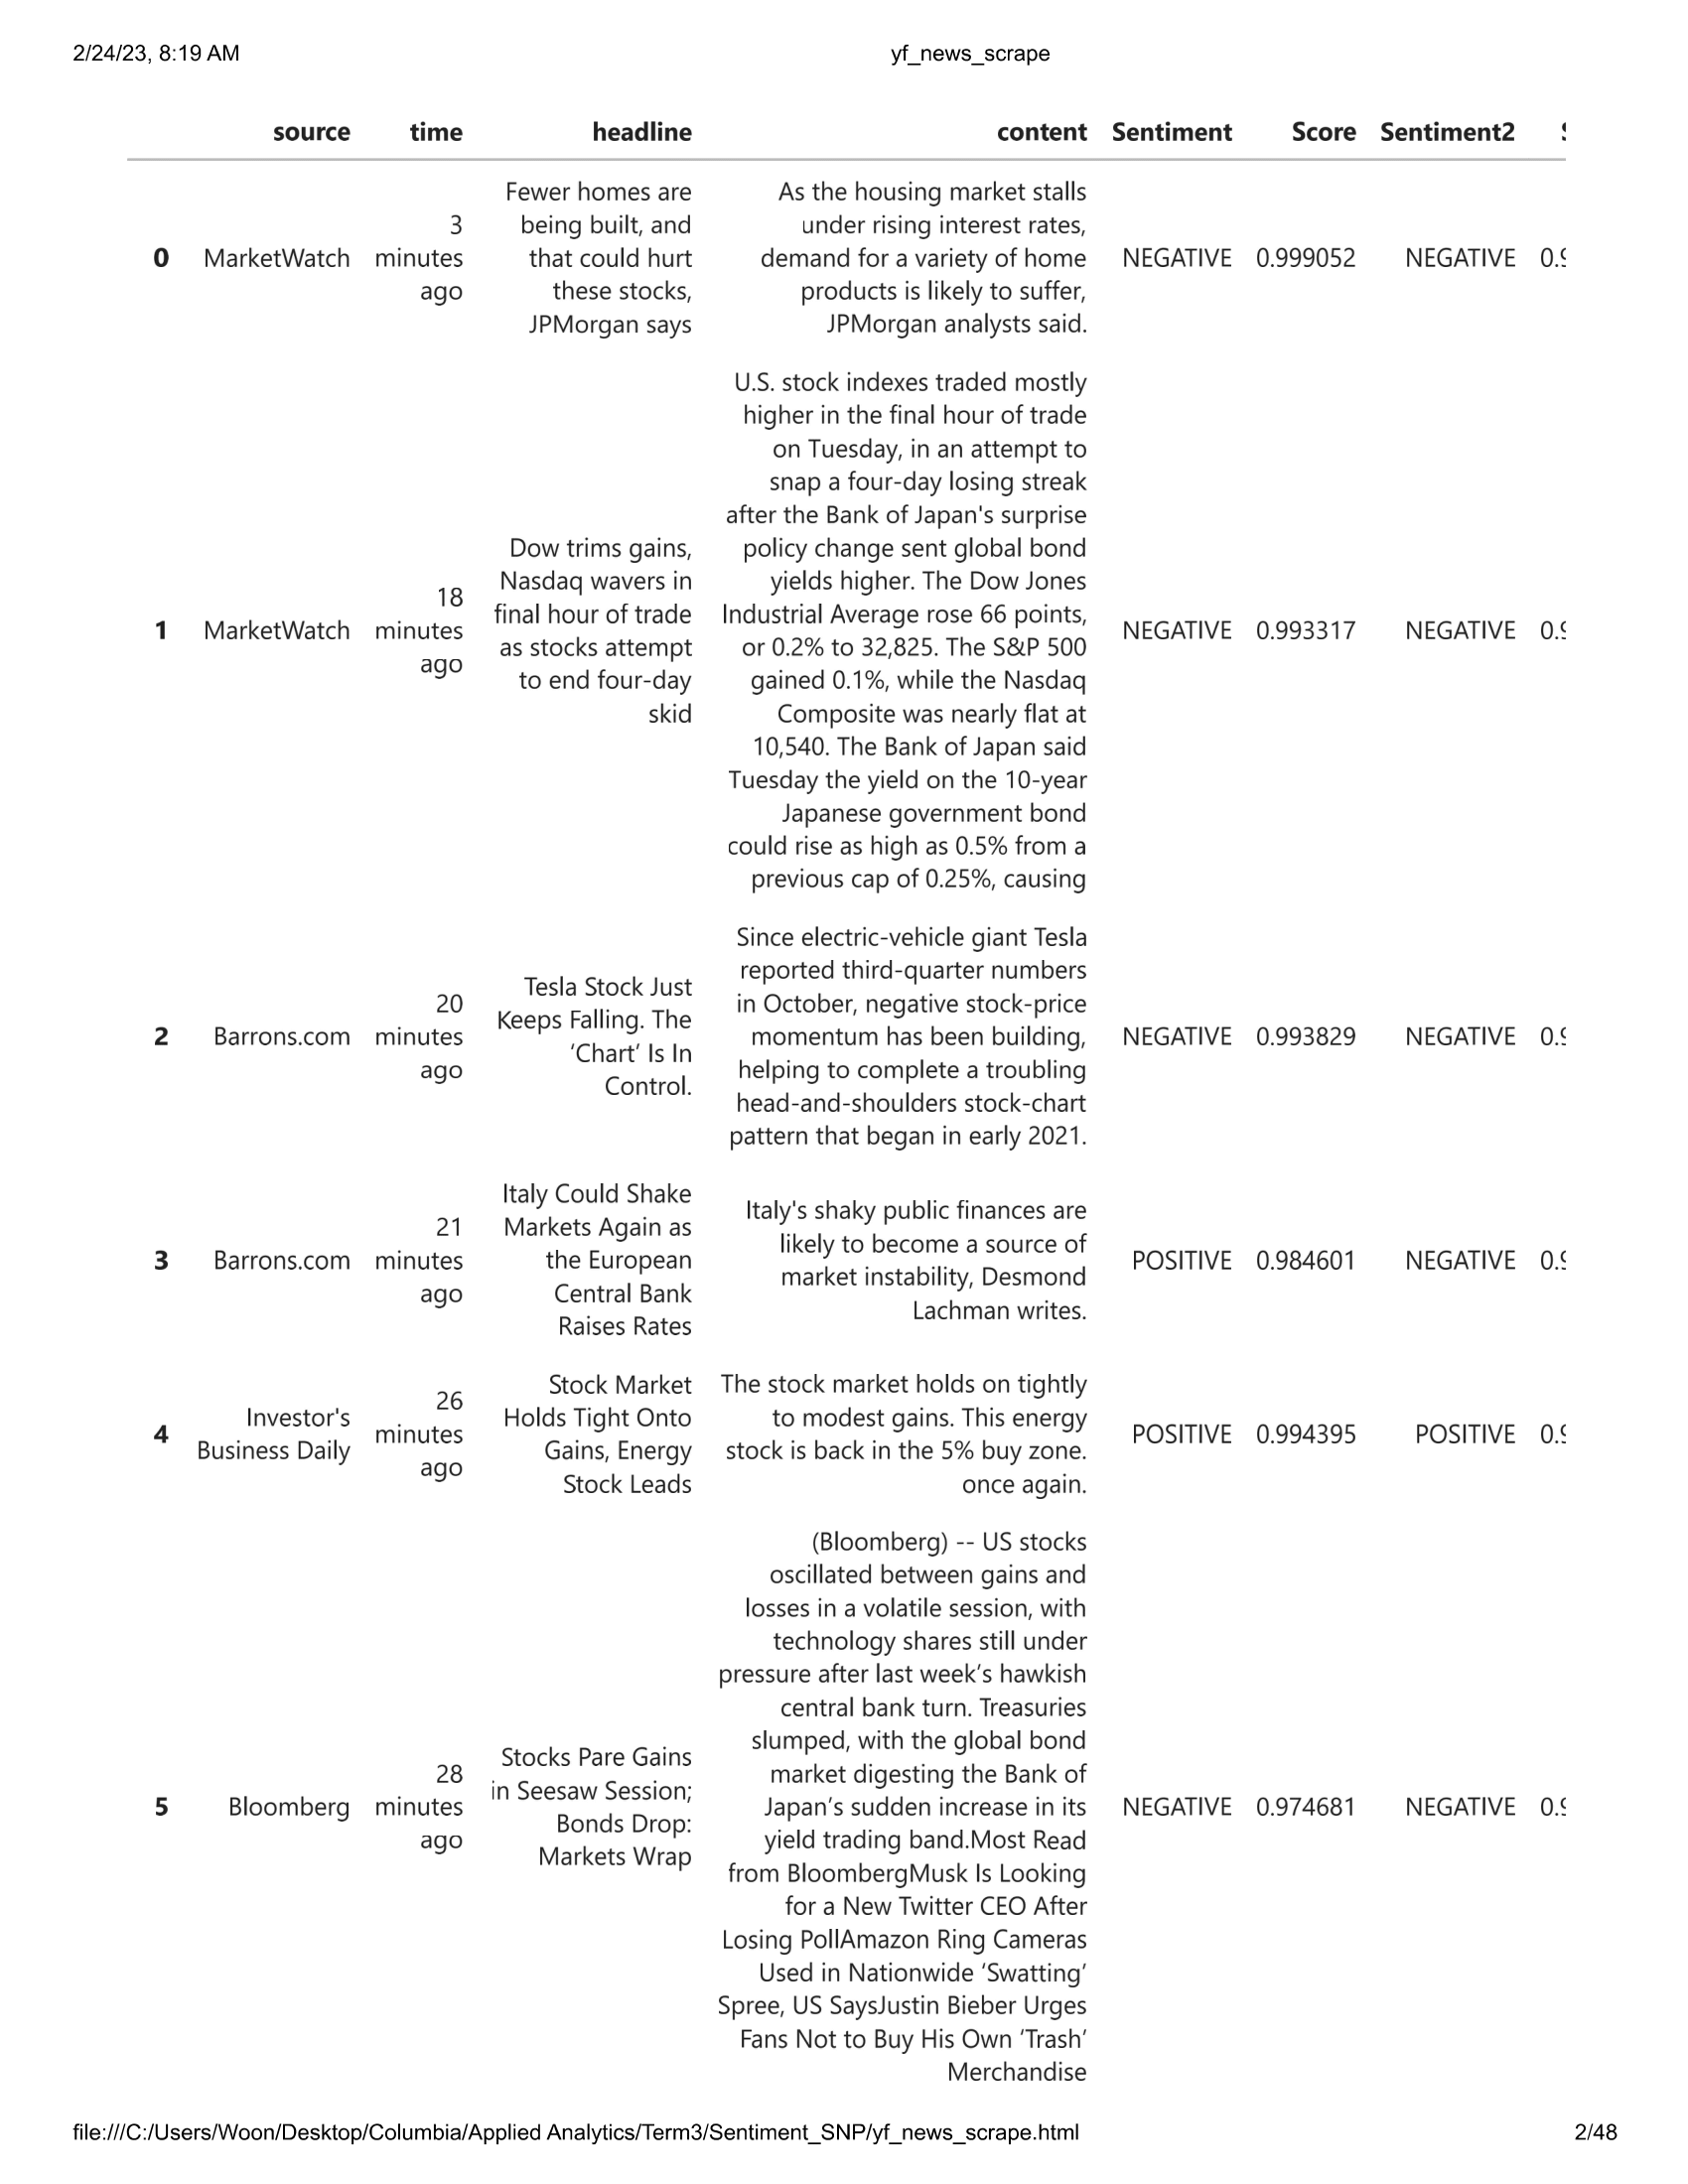 2/24/23, 8:19 AM
yf_news_scrape
source time headline content Sentiment Score Sentiment2
0
MarketWatch
3
minutes
ago
Fewer homes are
being built, and
that could hurt
these stocks,
JPMorgan says
As the housing market stalls
under rising interest rates,
demand for a variety of home
products is likely to suffer,
JPMorgan analysts said.
NEGATIVE 0.999052 NEGATIVE 0.9
1
MarketWatch
18
minutes
ago
Dow trims gains,
Nasdaq wavers in
final hour of trade
as stocks attempt
to end four-day
skid
U.S. stock indexes traded mostly
higher in the final hour of trade
on Tuesday, in an attempt to
snap a four-day losing streak
after the Bank of Japan's surprise
policy change sent global bond
yields higher. The Dow Jones
Industrial Average rose 66 points,
or 0.2% to 32,825. The S&P 500
gained 0.1%, while the Nasdaq
Composite was nearly flat at
10,540. The Bank of Japan said
Tuesday the yield on the 10-year
Japanese government bond
could rise as high as 0.5% from a
previous cap of 0.25%, causing
NEGATIVE 0.993317 NEGATIVE 0.9
2
Barrons.com
20
minutes
ago
Tesla Stock Just
Keeps Falling. The
‘Chart’ Is In
Control.
Since electric-vehicle giant Tesla
reported third-quarter numbers
in October, negative stock-price
momentum has been building,
helping to complete a troubling
head-and-shoulders stock-chart
pattern that began in early 2021.
NEGATIVE 0.993829 NEGATIVE 0.9
3
Barrons.com
21
minutes
ago
Italy Could Shake
Markets Again as
the European
Central Bank
Raises Rates
Italy's shaky public finances are
likely to become a source of
market instability, Desmond
Lachman writes.
POSITIVE 0.984601 NEGATIVE 0.9
4
Investor's
Business Daily
26
minutes
ago
Stock Market
Holds Tight Onto
Gains, Energy
Stock Leads
The stock market holds on tightly
to modest gains. This energy
stock is back in the 5% buy zone.
once again.
POSITIVE 0.994395 POSITIVE 0.9
5
Bloomberg
28
minutes
ago
Stocks Pare Gains
in Seesaw Session;
Bonds Drop:
Markets Wrap
(Bloomberg) -- US stocks
oscillated between gains and
losses in a volatile session, with
technology shares still under
pressure after last week’s hawkish
central bank turn. Treasuries
slumped, with the global bond
market digesting the Bank of
Japan’s sudden increase in its
yield trading band.Most Read
from BloombergMusk Is Looking
for a New Twitter CEO After
Losing PollAmazon Ring Cameras
Used in Nationwide ‘Swatting’
Spree, US SaysJustin Bieber Urges
Fans Not to Buy His Own ‘Trash’
Merchandise
NEGATIVE 0.974681 NEGATIVE 0.9
file:///C:/Users/Woon/Desktop/Columbia/Applied Analytics/Term3/Sentiment_SNP/yf_news_scrape.html
2/48